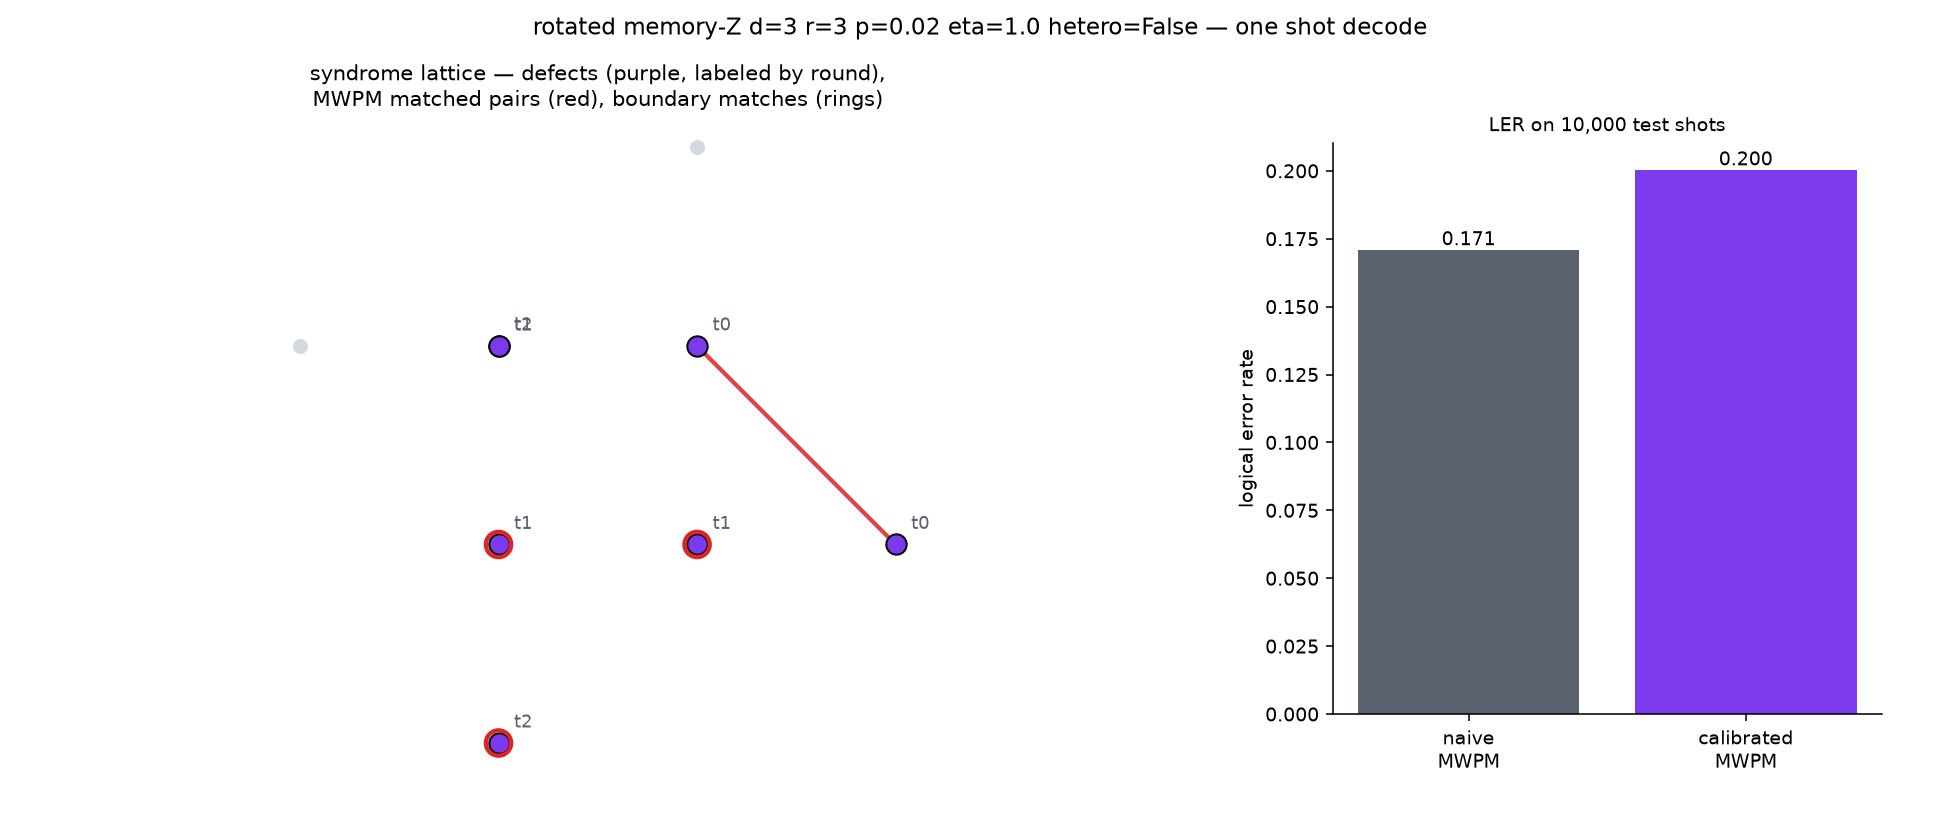 rotated memory-Z d=3 r=3 p=0.02 eta=1.0 hetero=False — one shot decode
syndrome lattice — defects (purple, labeled by round),
MWPM matched pairs (red), boundary matches (rings)
t0
t1
t1
t0
t2
LER on 10,000 test shots
0.200
0.171
logical error rate
0.200
0.175
0.150
0.125
0.100
0.075
0.050
0.025
0.000
naive
MWPM
calibrated
MWPM